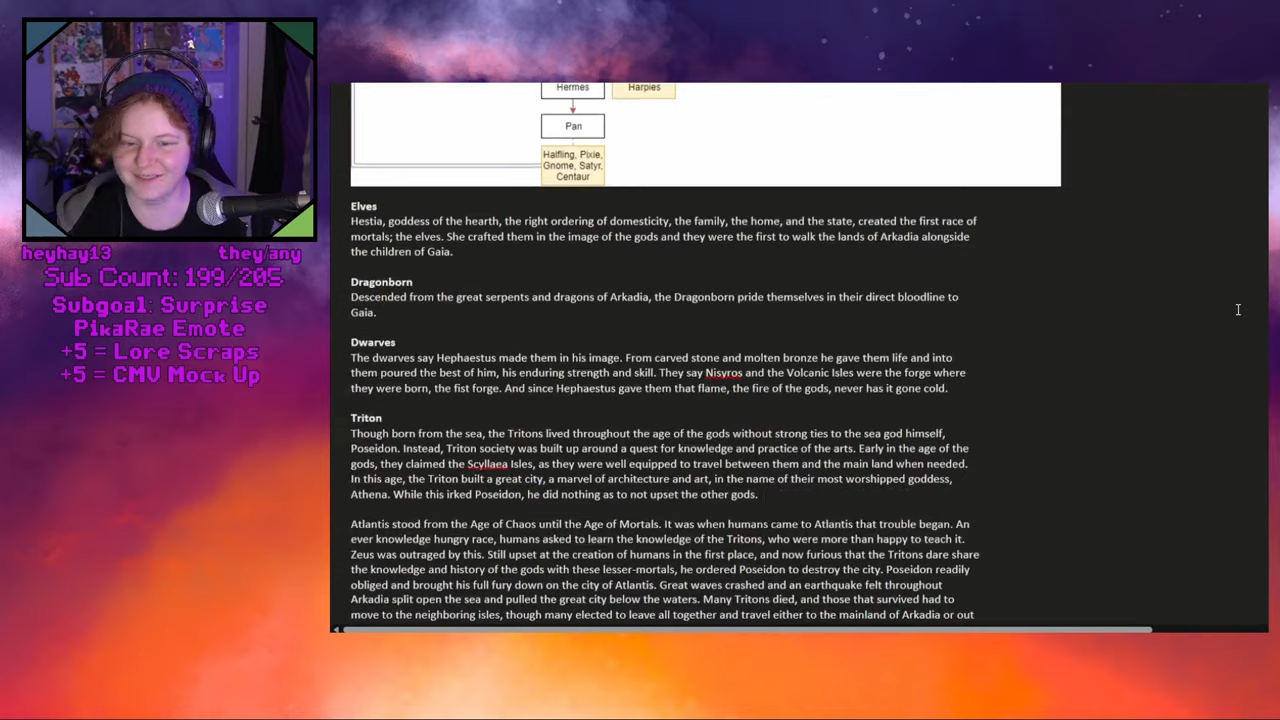 heyhay13 they/any
Sub Count: 199/205
Subgoal: Surprise
PikaRae Emote
+5 = Lore Scraps
+5 = CMV Mock Up
Hermes
Harpies
Pan
Halfling, Pixie,
Gnome, Satyr,
Centaur
Elves
Hestia, goddess of the hearth, the right ordering of domesticity, the family, the home, and the state, created the first race of
mortals; the elves. She crafted them in the image of the gods and they were the first to walk the lands of Arkadia alongside
the children of Gaia.
Dragonborn
Descended from the great serpents and dragons of Arkadia, the Dragonborn pride themselves in their direct bloodline to
Gaia.
Dwarves
The dwarves say Hephaestus made them in his image. From carved stone and molten bronze he gave them life and into
them poured the best of him, his enduring strength and skill. They say Nisyros and the Volcanic Isles were the forge where
they were born, the fist forge. And since Hephaestus gave them that flame, the fire of the gods, never has it gone cold.
Triton
Though born from the sea, the Tritons lived throughout the age of the gods without strong ties to the sea god himself,
Poseidon. Instead, Triton society was built up around a quest for knowledge and practice of the arts. Early in the age of the
gods, they claimed the Scyllaea Isles, as they were well equipped to travel between them and the main land when needed.
In this age, the Triton built a great city, a marvel of architecture and art, in the name of their most worshipped goddess,
Athena. While this irked Poseidon, he did nothing as to not upset the other gods.
Atlantis stood from the Age of Chaos until the Age of Mortals. It was when humans came to Atlantis that trouble began. An
ever knowledge hungry race, humans asked to learn the knowledge of the Tritons, who were more than happy to teach it.
Zeus was outraged by this. Still upset at the creation of humans in the first place, and now furious that the Tritons dare share
the knowledge and history of the gods with these lesser-mortals, he ordered Poseidon to destroy the city. Poseidon readily
obliged and brought his full fury down on the city of Atlantis. Great waves crashed and an earthquake felt throughout
Arkadia split open the sea and pulled the great city below the waters. Many Tritons died, and those that survived had to
move to the neighboring isles, though many elected to leave all together and travel either to the mainland of Arkadia or out